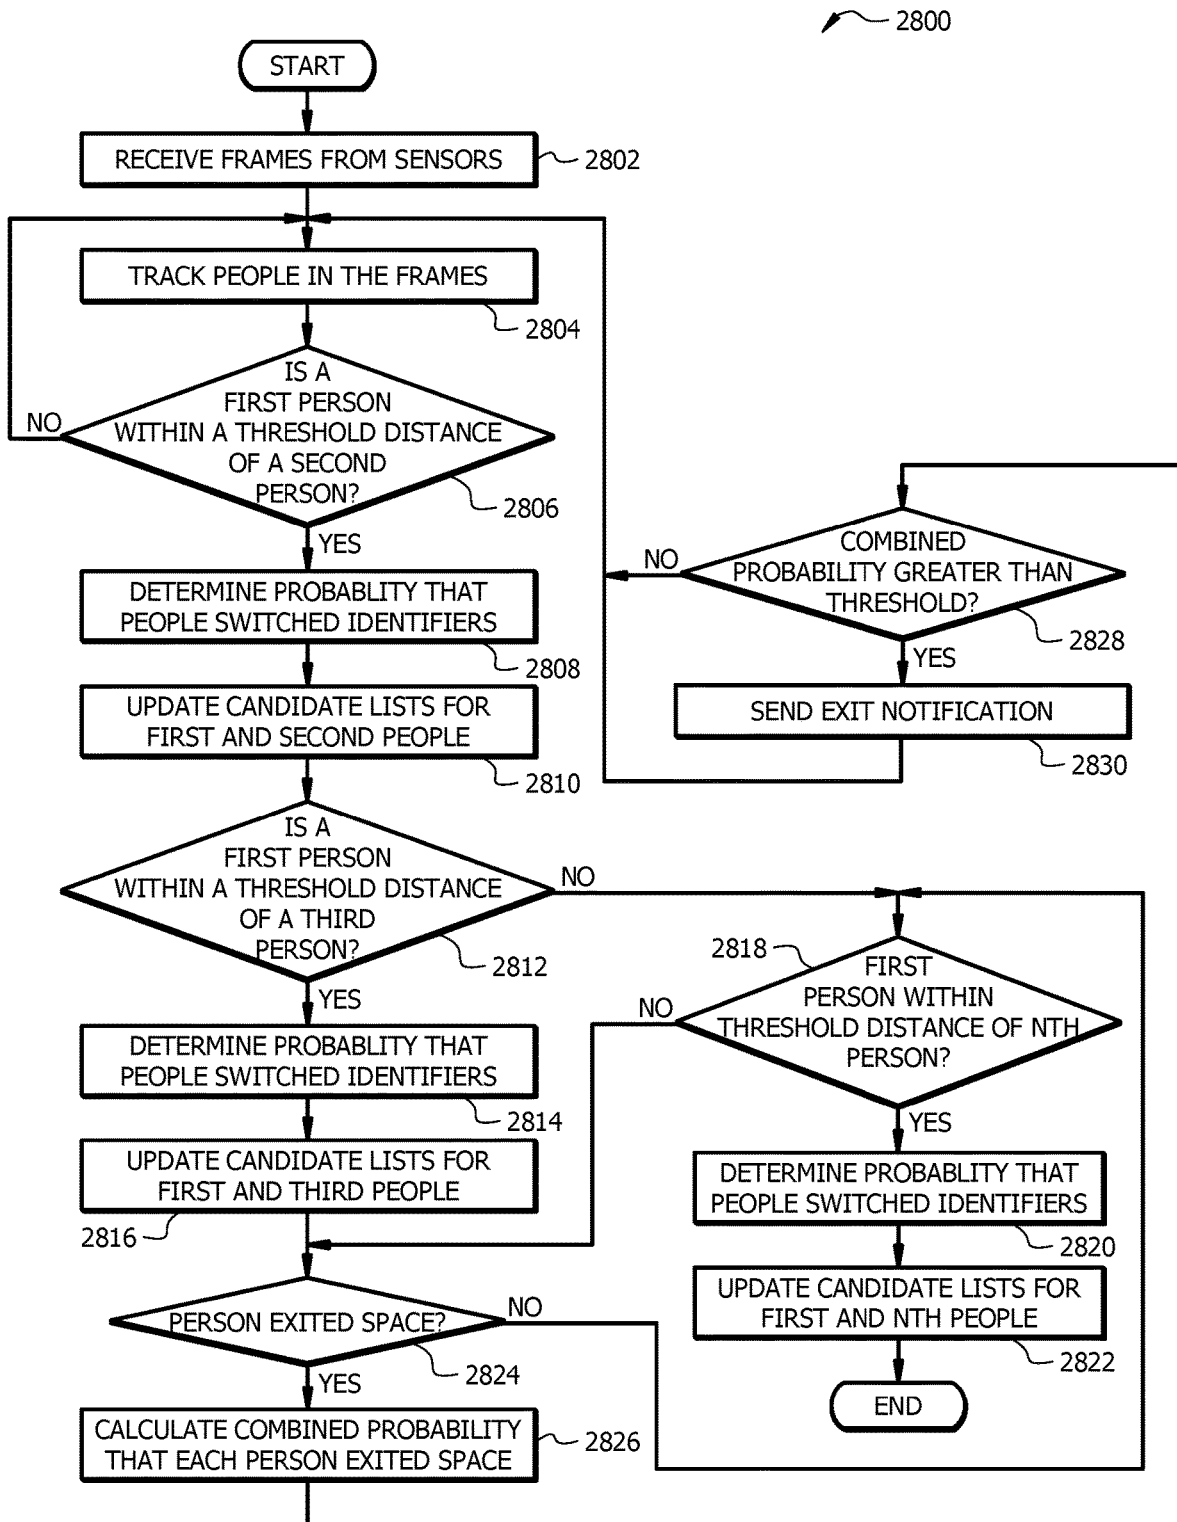 2800
START
RECEIVE FRAMES FROM SENSORS
2802
TRACK PEOPLE IN THE FRAMES
2804
IS A
FIRST PERSON
WITHIN A THRESHOLD DISTANCE
OF A SECOND
PERSON?
NO
2806
YES
DETERMINE PROBABLITY THAT
PEOPLE SWITCHED IDENTIFIERS
2808
UPDATE CANDIDATE LISTS FOR
FIRST AND SECOND PEOPLE
2810
IS A
FIRST PERSON
WITHIN A THRESHOLD DISTANCE
OF A THIRD
PERSON?
NO
2812
YES
DETERMINE PROBABLITY THAT
PEOPLE SWITCHED IDENTIFIERS
2814
UPDATE CANDIDATE LISTS FOR
FIRST AND THIRD PEOPLE
2816
PERSON EXITED SPACE?
NO
2824
YES
CALCULATE COMBINED PROBABILITY
THAT EACH PERSON EXITED SPACE
2826
COMBINED
PROBABILITY GREATER THAN
THRESHOLD?
NO
2828
YES
SEND EXIT NOTIFICATION
2830
2818
FIRST
PERSON WITHIN
THRESHOLD DISTANCE OF NTH
PERSON?
NO
YES
DETERMINE PROBABLITY THAT
PEOPLE SWITCHED IDENTIFIERS
2820
UPDATE CANDIDATE LISTS FOR
FIRST AND NTH PEOPLE
2822
END